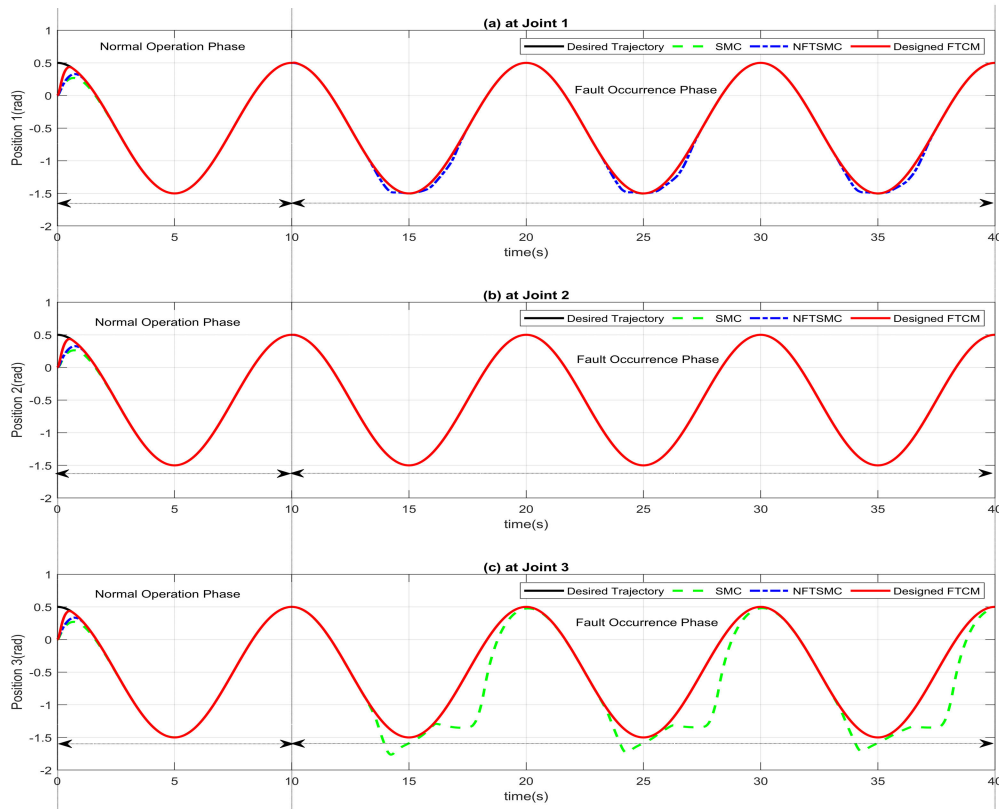 (a) at Joint 1
1
0.5
0
-0.5
-1
-1.5
-2
Position 1(rad)
Normal Operation Phase
Desired Trajectory SMC NFTSMC Designed FTCM
Fault Occurrence Phase
0 5 10 15 20 25 30 35 40
time(s)
(b) at Joint 2
1
0.5
0
-0.5
-1
-1.5
-2
Position 2(rad)
Normal Operation Phase
Desired Trajectory SMC NFTSMC Designed FTCM
Fault Occurrence Phase
0 5 10 15 20 25 30 35 40
time(s)
(c) at Joint 3
1
0.5
0
-0.5
-1
-1.5
-2
Position 3(rad)
Normal Operation Phase
Desired Trajectory SMC NFTSMC Designed FTCM
Fault Occurrence Phase
0 5 10 15 20 25 30 35 40
time(s)